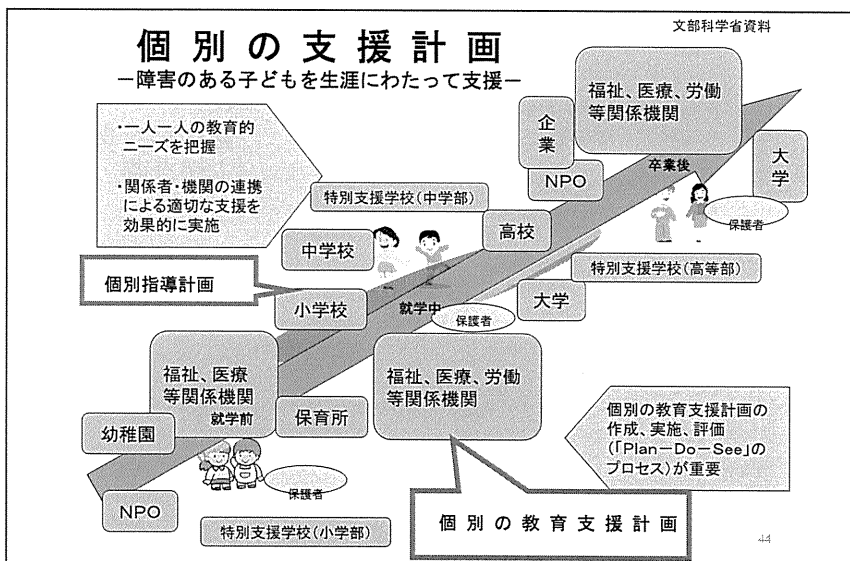 文部科学省資料
個別の支援計画
－障害のある子どもを生涯にわたって支援－
・一人一人の教育的
ニーズを把握
・関係者・機関の連携
による適切な支援を
効果的に実施
福祉、医療、労働
等関係機関
企業
NPO
卒業後
大学
保護者
特別支援学校(中学部)
高校
中学校
特別支援学校(高等部)
個別指導計画
小学校
就学中
保護者
大学
福祉、医療
等関係機関
就学前
福祉、医療、労働
等関係機関
保育所
幼稚園
個別の教育支援計画の
作成、実施、評価
(「Plan－Do－See」の
プロセス)が重要
保護者
NPO
特別支援学校(小学部)
個別の教育支援計画
44